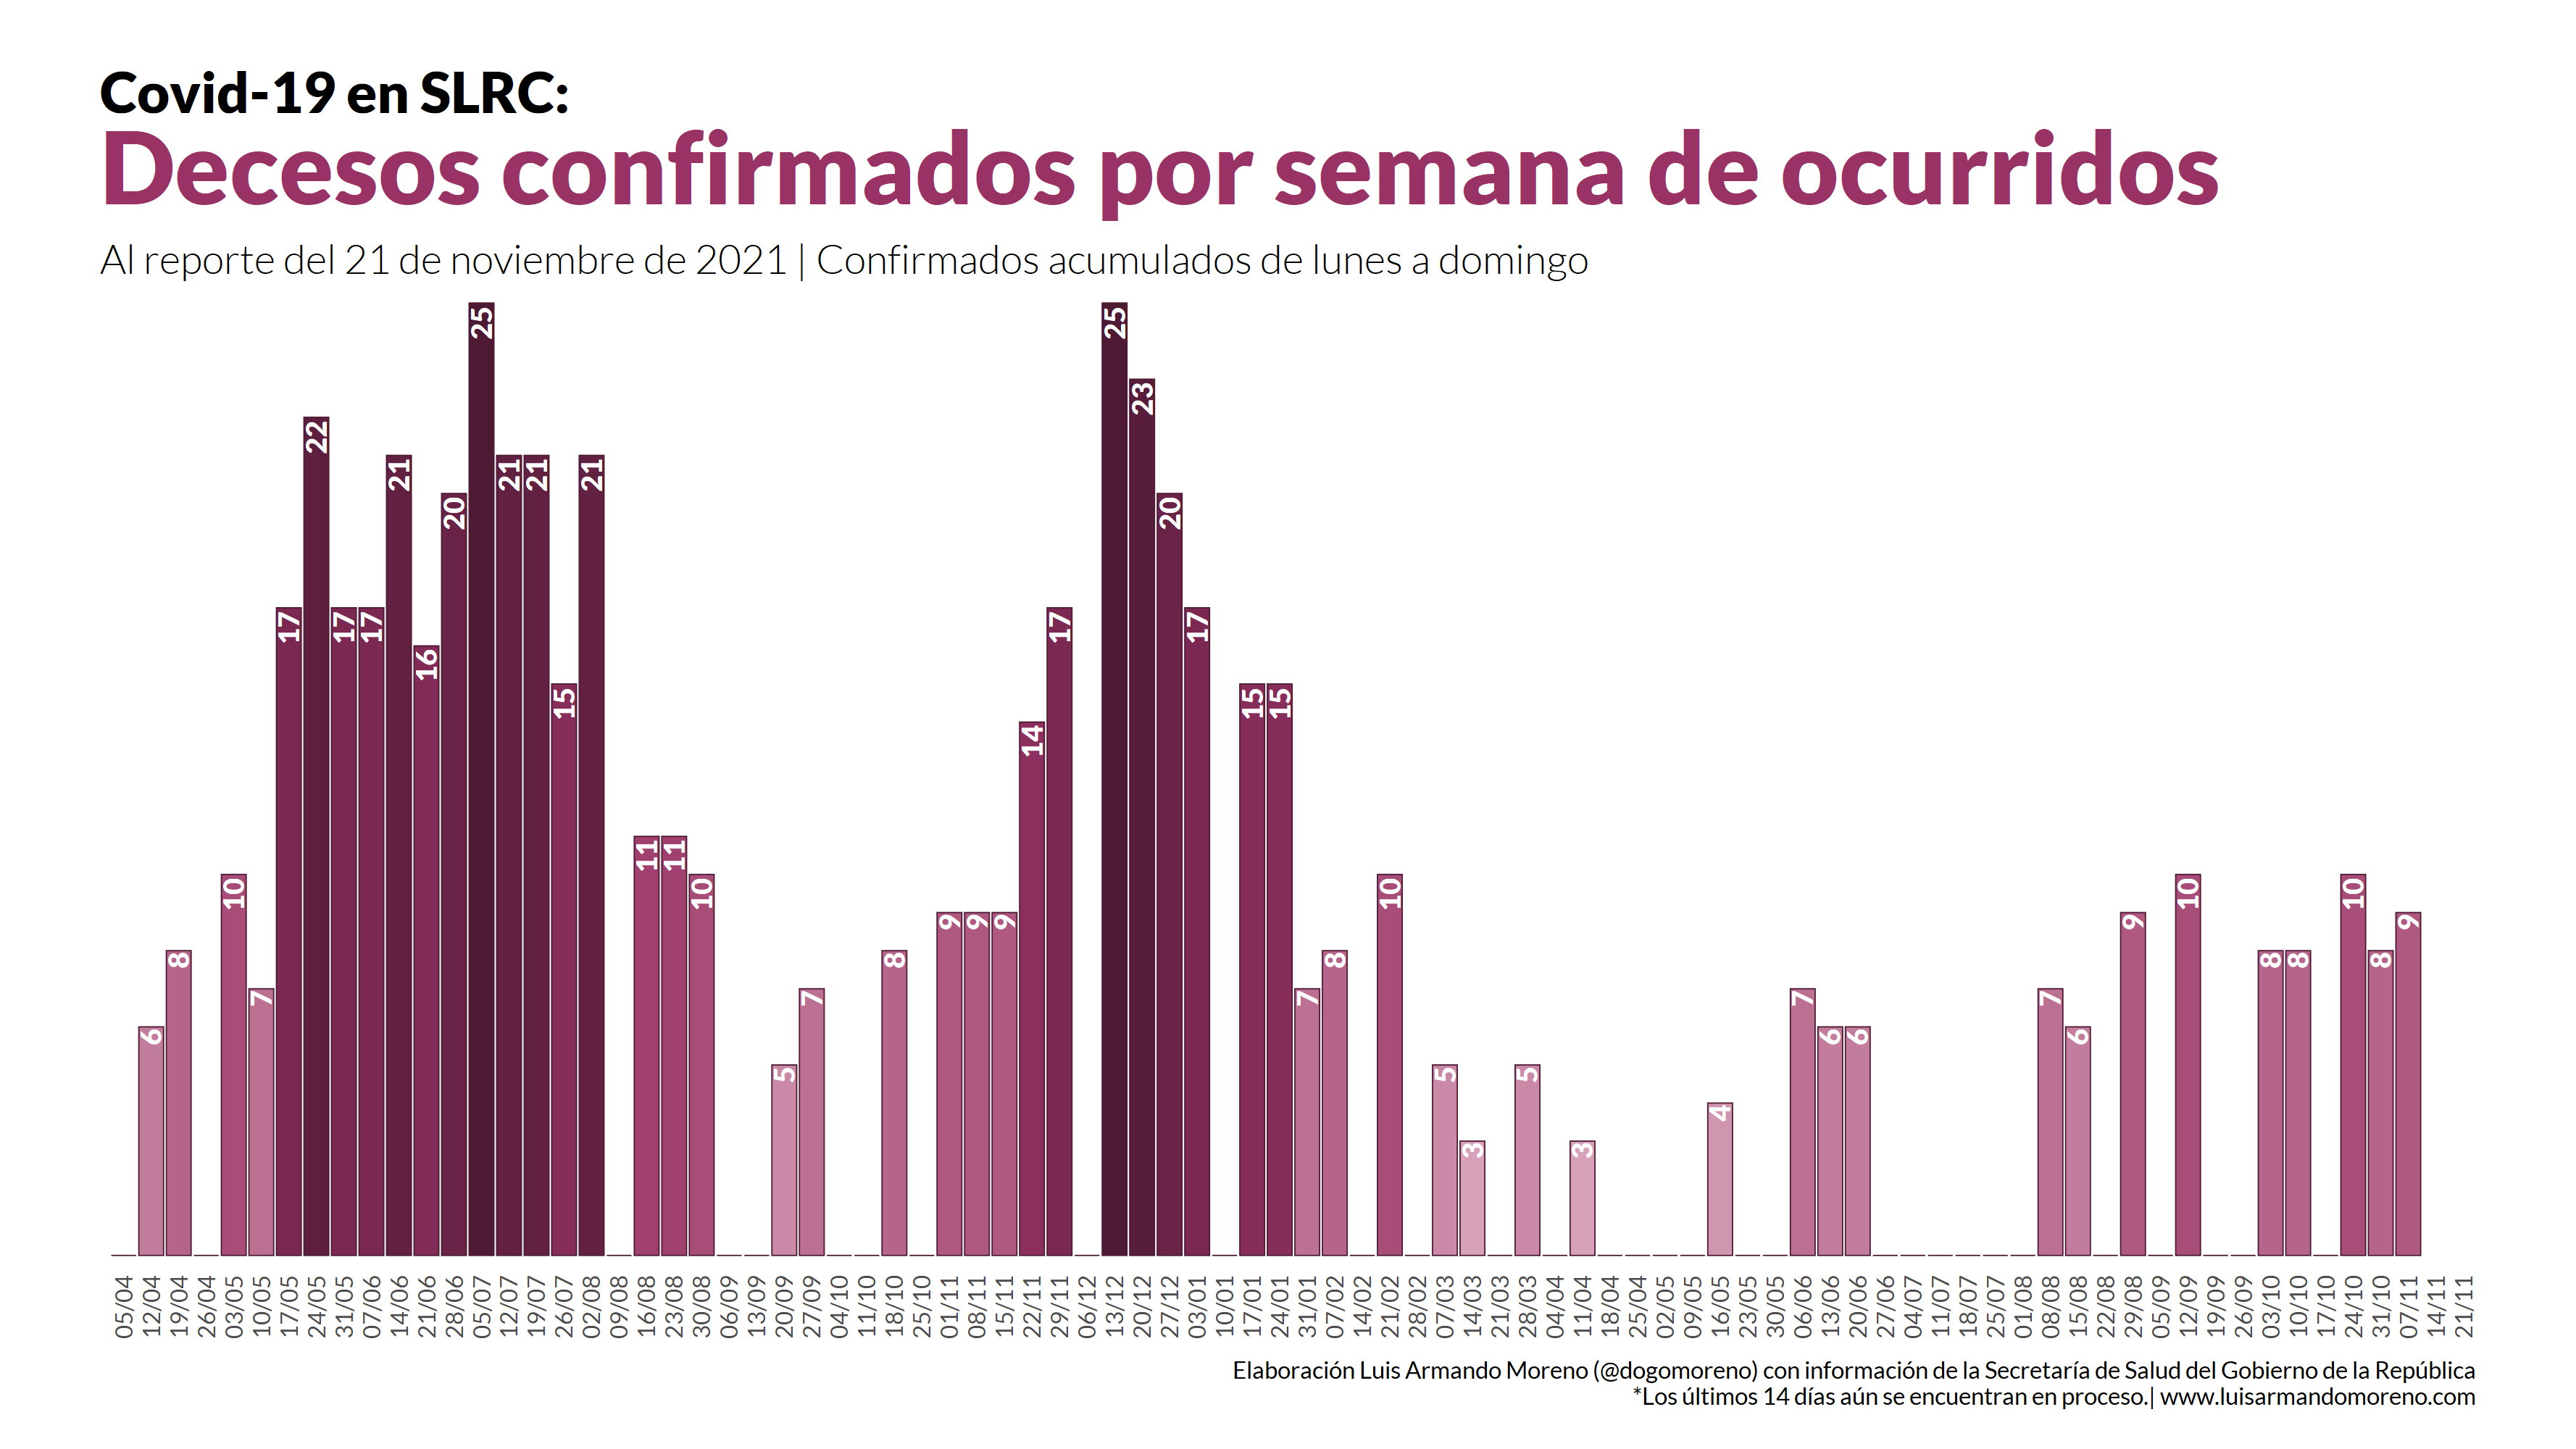 Covid-19 en SLRC:
Decesos confirmados por semana de ocurridos
Al reporte del 21 de noviembre de 2021 | Confirmados acumulados de lunes a domingo
6 8 10 7 17 22 17 17 21 16 20 25 21 21 15 21 11 11 10 5 7 8 9 9 9 14 17 25 23 20 17 15 15 7 8 10 5 3 5 3 4 7 6 6 7 6 9 10 8 8 10 8 9
05/04 12/04 19/04 26/04 03/05 10/05 17/05 24/05 31/05 07/06 14/06 21/06 28/06 05/07 12/07 19/07 26/07 02/08 09/08 16/08 23/08 30/08 06/09 13/09 20/09 27/09 04/10 11/10 18/10 25/10 01/11 08/11 15/11 22/11 29/11 06/12 13/12 20/12 27/12 03/01 10/01 17/01 24/01 31/01 07/02 14/02 21/02 28/02 07/03 14/03 21/03 28/03 04/04 11/04 18/04 25/04 02/05 09/05 16/05 23/05 30/05 06/06 13/06 20/06 27/06 04/07 11/07 18/07 25/07 01/08 08/08 15/08 22/08 29/08 05/09 12/09 19/09 26/09 03/10 10/10 17/10 24/10 31/10 07/11 14/11 21/11
Elaboración Luis Armando Moreno (@dogomoreno) con información de la Secretaría de Salud del Gobierno de la República
*Los últimos 14 días aún se encuentran en proceso.| www.luisarmandomoreno.com